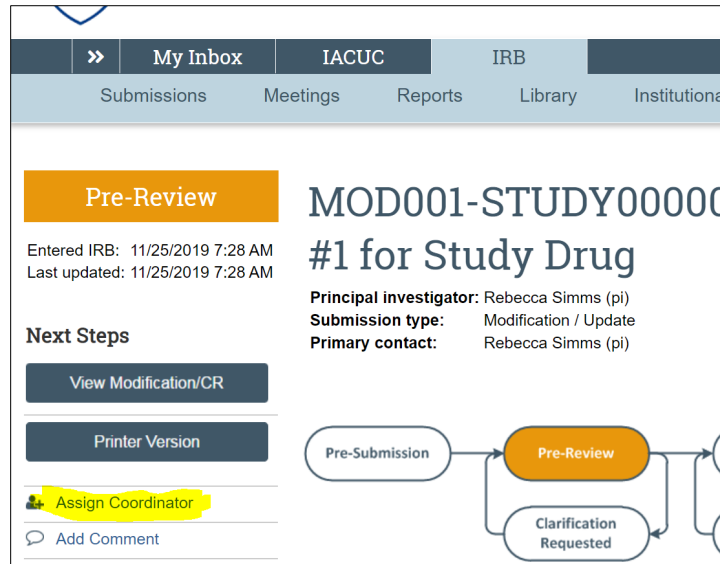 My Inbox IACUC IRB
Submissions Meetings Reports Library
Pre-Review
MOD001-STUDY00000
#1 for Study Drug
Entered IRB: 11/25/2019 7:28 AM
Last updated: 11/25/2019 7:28 AM
Principal investigator: Rebecca Simms (pi)
Submission type: Modification / Update
Primary contact: Rebecca Simms (pi)
Next Steps
View Modification/CR
Printer Version
Assign Coordinator
Add Comment
Pre-Submission
Pre-Review
Clarification
Requested